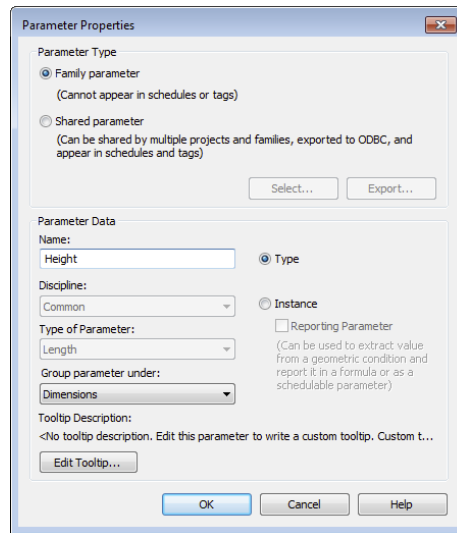 Parameter Properties
Parameter Type
Family parameter
(Cannot appear in schedules or tags)
Shared parameter
(Can be shared by multiple projects and families, exported to ODBC, and
appear in schedules and tags)
Select...
Export...
Parameter Data
Name:
Height
Type
Discipline:
Common
Instance
Type of Parameter:
Length
Reporting Parameter
(Can be used to extract value
from a geometric condition and
report it in a formula or as a
schedulable parameter)
Group parameter under:
Dimensions
Tooltip Description:
<No tooltip description. Edit this parameter to write a custom tooltip. Custom t...
Edit Tooltip...
OK
Cancel
Help